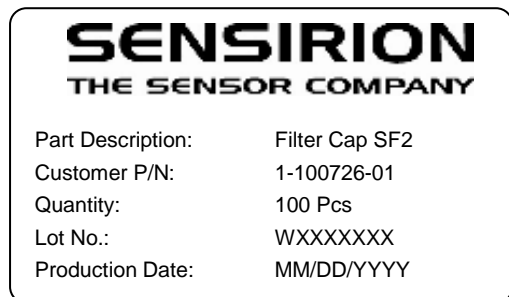 SENSIRION
THE SENSOR COMPANY
Part Description: Filter Cap SF2
Customer P/N: 1-100726-01
Quantity: 100 Pcs
Lot No.: WXXXXXXX
Production Date: MM/DD/YYYY